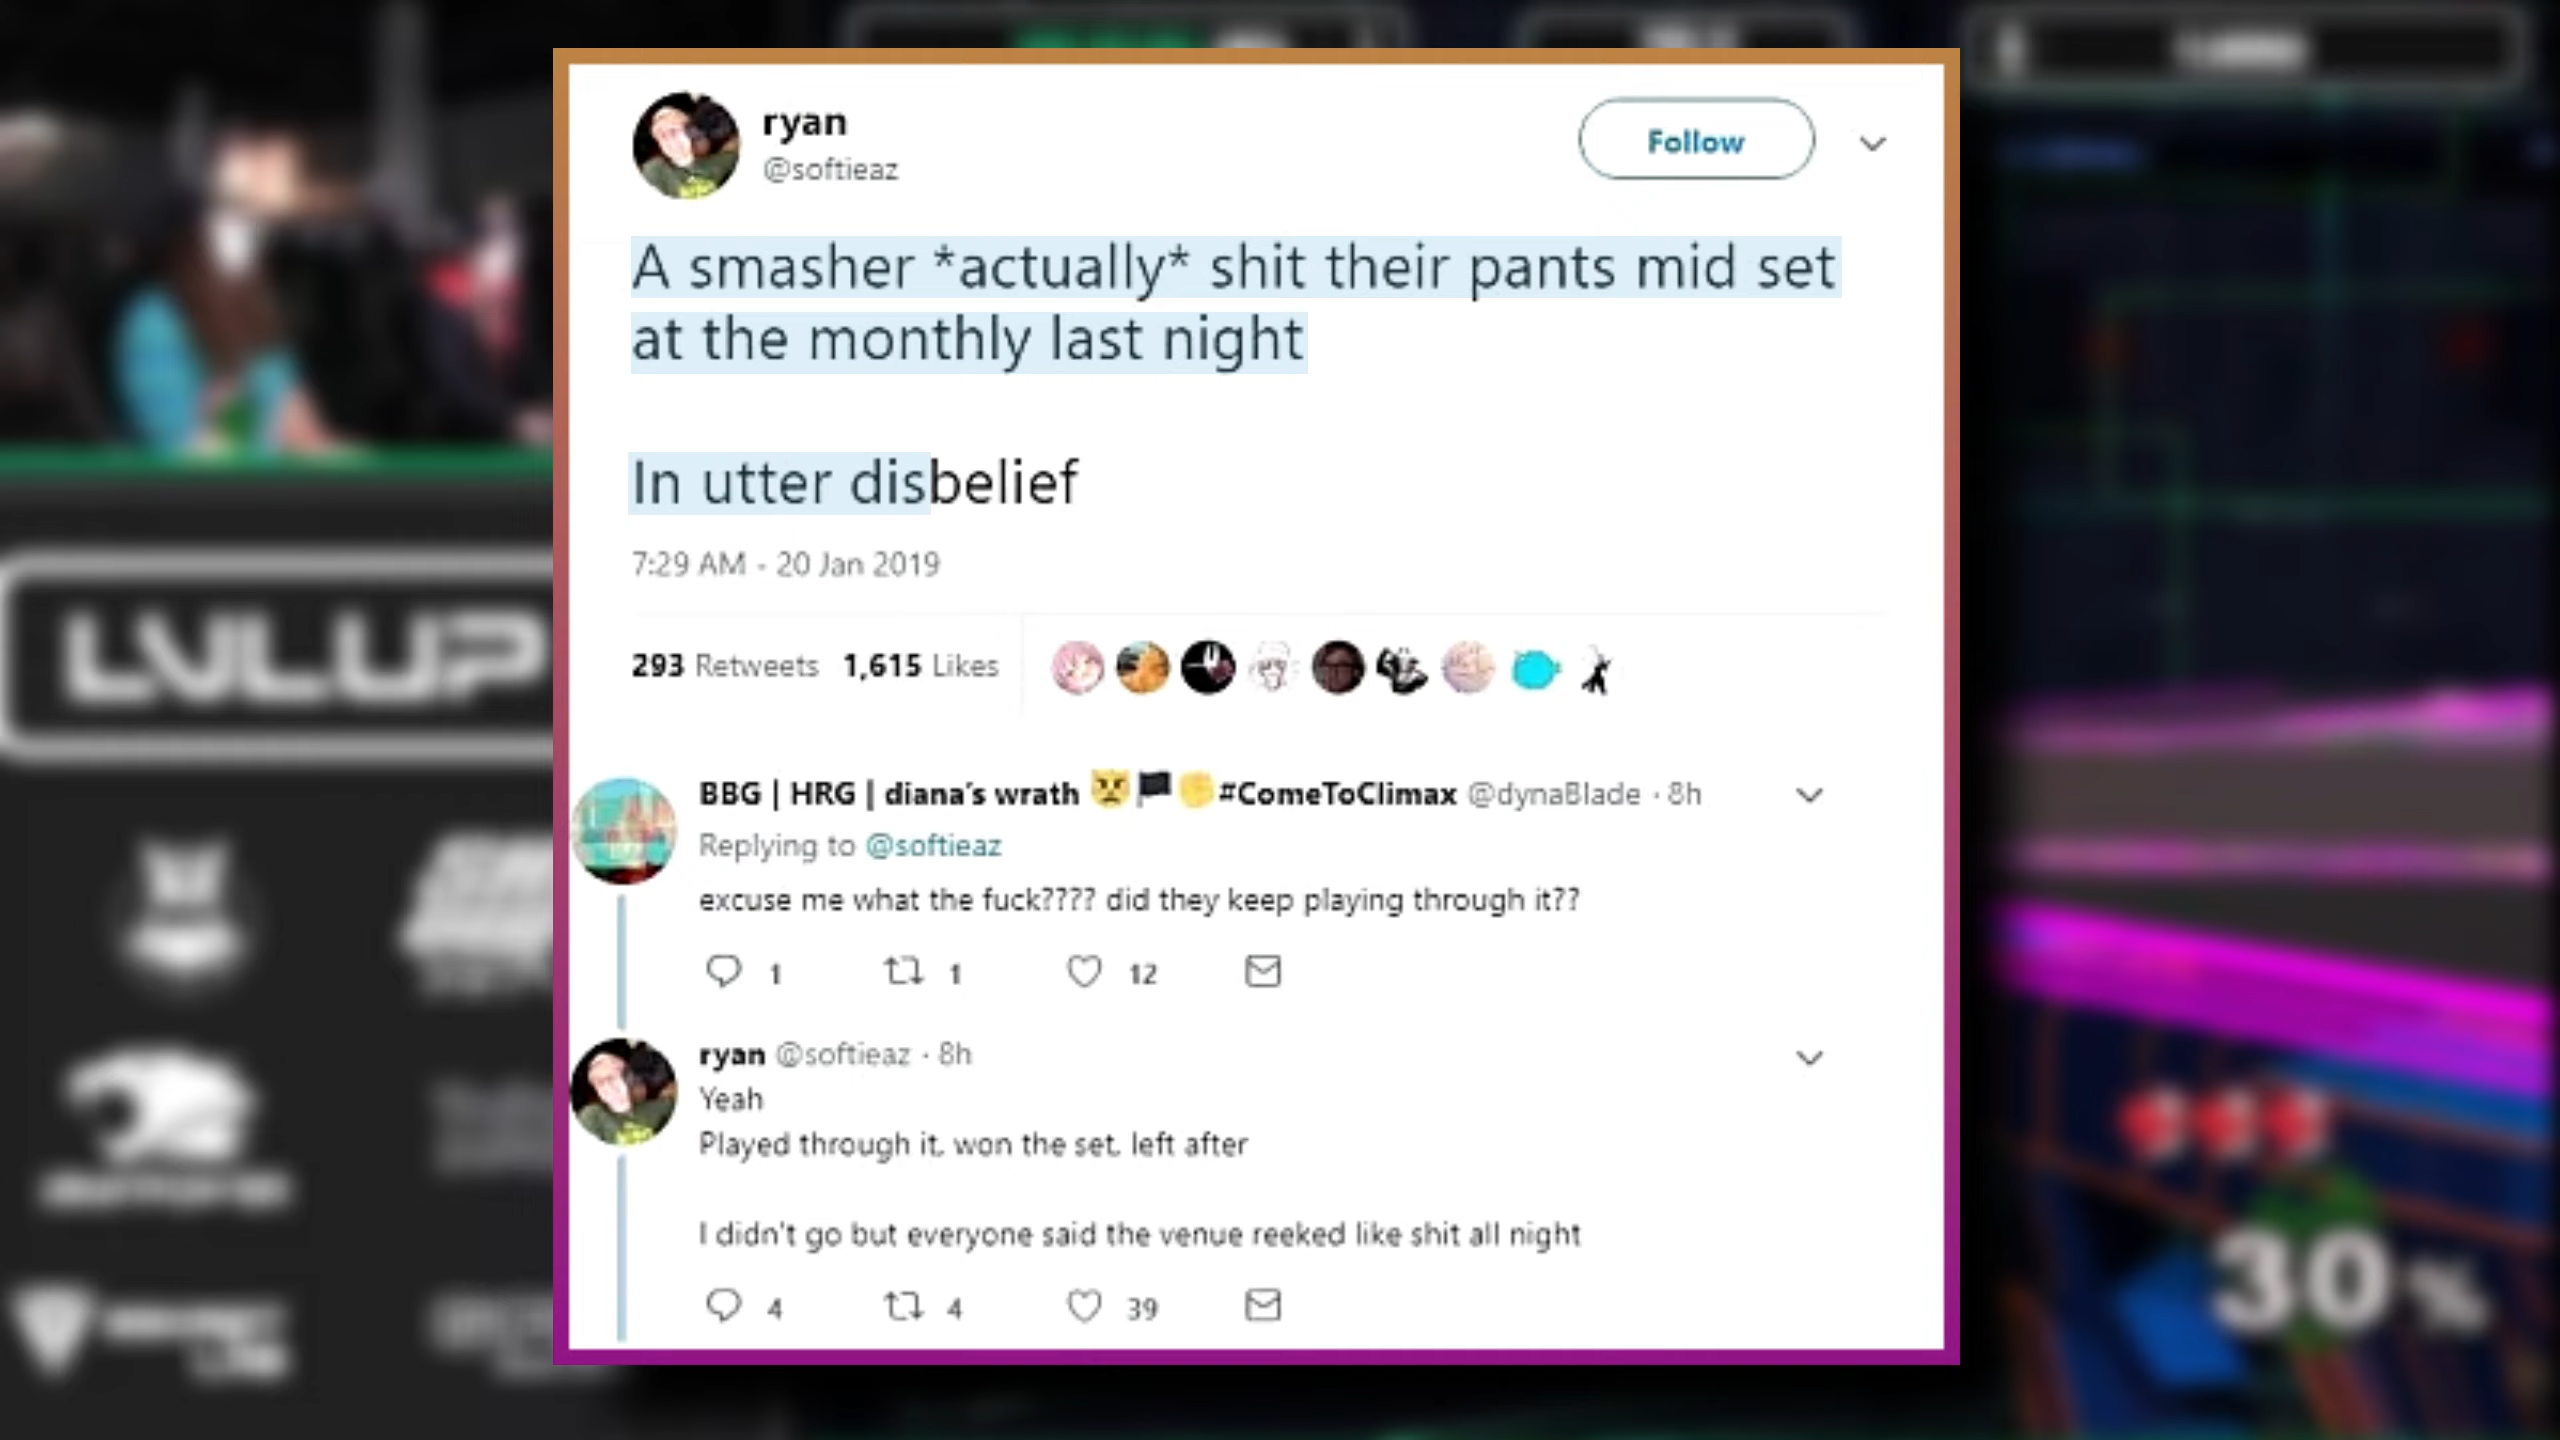 ryan
@softieaz
Follow
A smasher *actually* shit their pants mid set
at the monthly last night
In utter disbelief
7:29 AM - 20 Jan 2019
293 Retweets 1,615 Likes
BBG | HRG | diana's wrath 😾🏴✊#ComeToClimax @dynaBlade · 8h
Replying to @softieaz
excuse me what the fuck???? did they keep playing through it??
1 1 12
ryan @softieaz · 8h
Yeah
Played through it, won the set, left after
I didn't go but everyone said the venue reeked like shit all night
4 4 39
LVLUP
30%